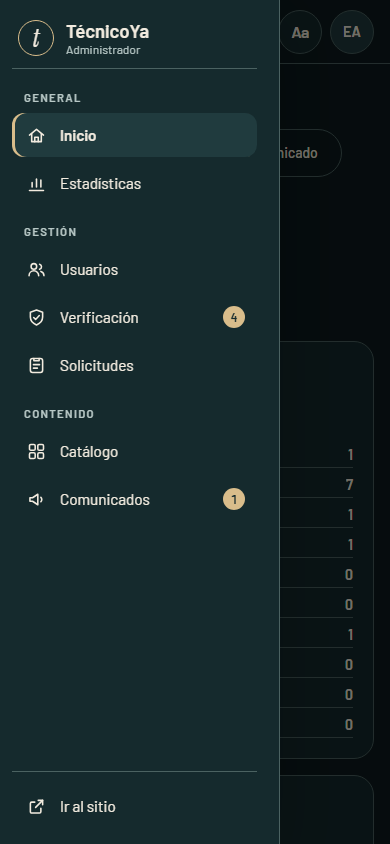 t
TécnicoYa
Administrador
Aa
EA
GENERAL
Inicio
Estadísticas
GESTIÓN
Usuarios
Verificación 4
Solicitudes
CONTENIDO
Catálogo
Comunicados 1
Ir al sitio
1
7
1
1
0
0
1
0
0
0